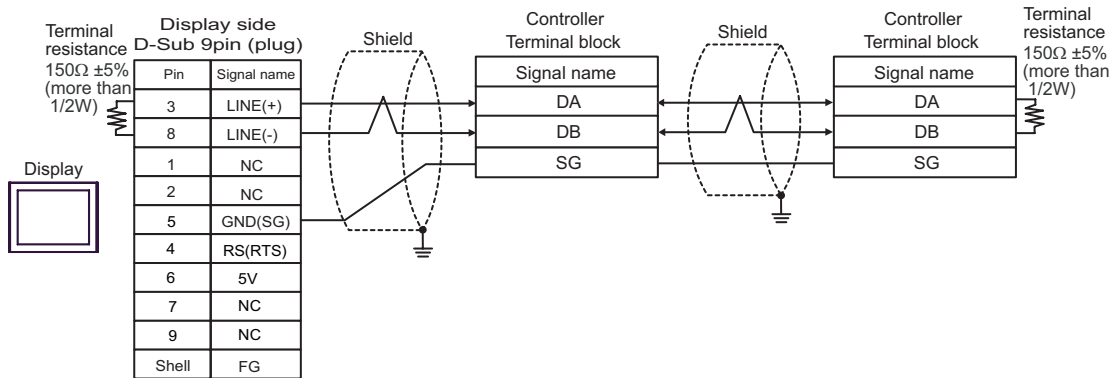 Terminal
resistance
150Ω ±5%
(more than
1/2W)
Display side
D-Sub 9pin (plug)
Pin Signal name
3 LINE(+)
8 LINE(-)
1 NC
2 NC
5 GND(SG)
4 RS(RTS)
6 5V
7 NC
9 NC
Shell FG
Display
Shield
Controller
Terminal block
Signal name
DA
DB
SG
Shield
Controller
Terminal block
Signal name
DA
DB
SG
Terminal
resistance
150Ω ±5%
(more than
1/2W)